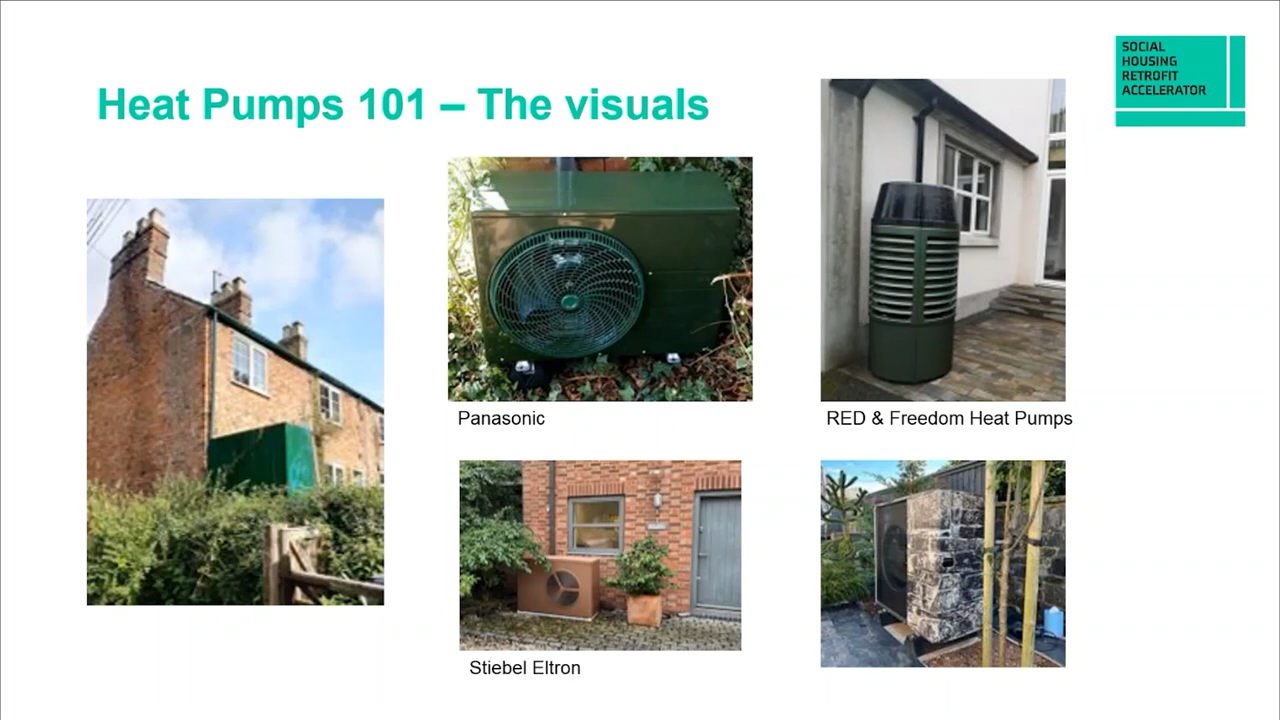 SOCIAL
HOUSING
RETROFIT
ACCELERATOR
Heat Pumps 101 – The visuals
Panasonic
RED & Freedom Heat Pumps
Stiebel Eltron